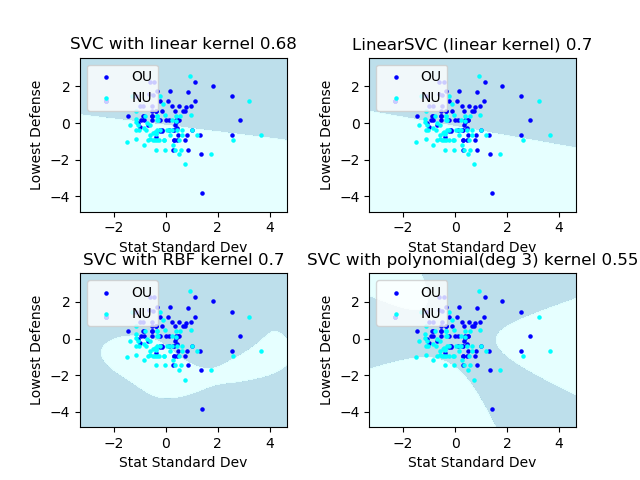 SVC with linear kernel 0.68
LinearSVC (linear kernel) 0.7
OU
NU
OU
NU
Lowest Defense
Lowest Defense
2
0
−2
−4
2
0
−2
−4
−2 0 2 4
−2 0 2 4
Stat Standard Dev
Stat Standard Dev
SVC with RBF kernel 0.7
SVC with polynomial(deg 3) kernel 0.55
OU
NU
OU
NU
Lowest Defense
Lowest Defense
2
0
−2
−4
2
0
−2
−4
−2 0 2 4
−2 0 2 4
Stat Standard Dev
Stat Standard Dev